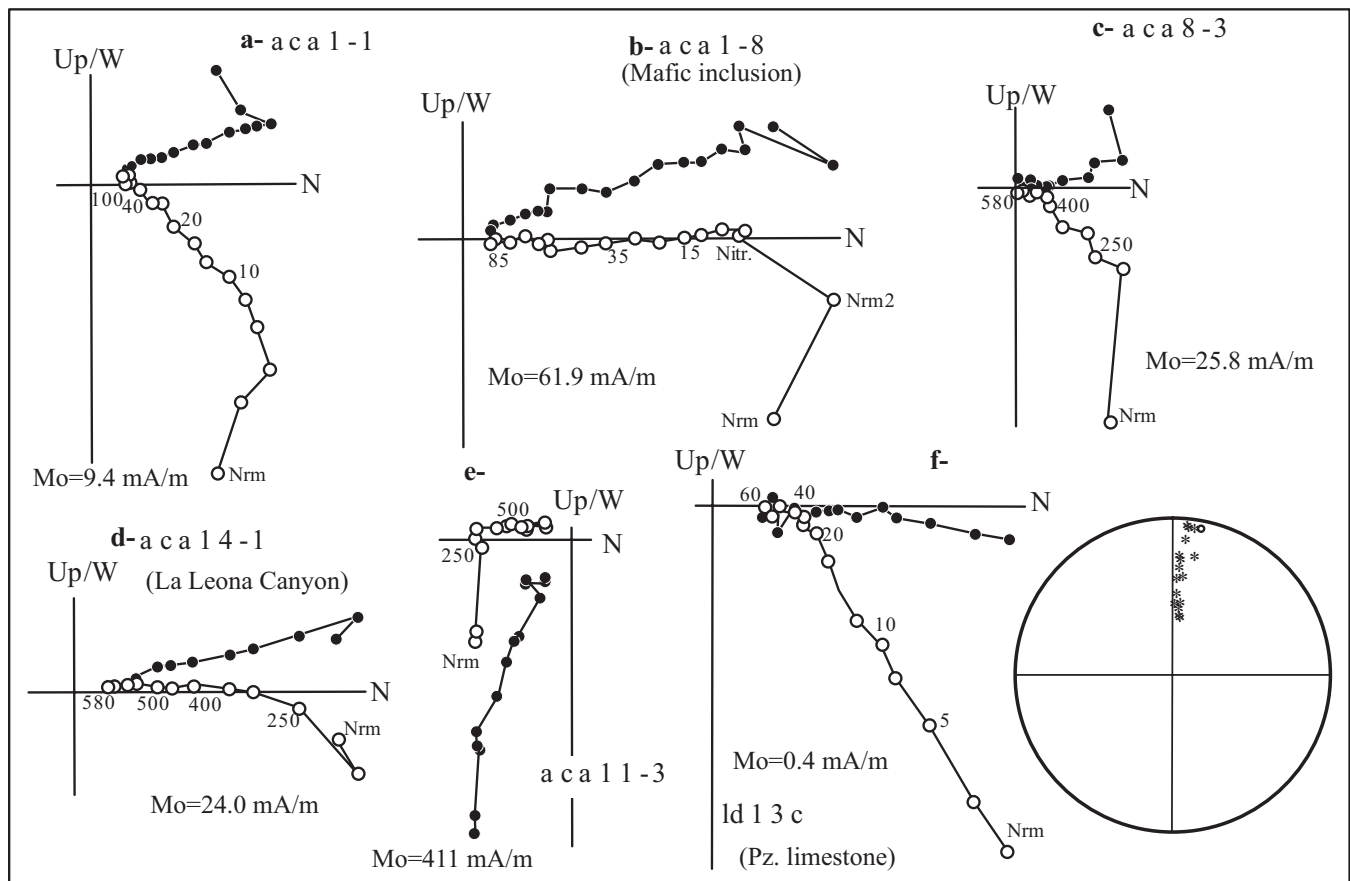 a- a c a 1 - 1
Up/W
N
100
40
20
10
Nrm
Mo=9.4 mA/m
b- a c a 1 - 8
(Mafic inclusion)
Up/W
N
85
35
15
Nitr.
Nrm2
Nrm
Mo=61.9 mA/m
c- a c a 8 - 3
Up/W
N
580
400
250
Nrm
Mo=25.8 mA/m
d- a c a 1 4 - 1
(La Leona Canyon)
Up/W
N
580
500
400
250
Nrm
Mo=24.0 mA/m
e-
Up/W
N
500
250
Nrm
a c a 1 1 - 3
Mo=411 mA/m
f-
Up/W
N
60
40
20
10
5
Nrm
Mo=0.4 mA/m
ld 1 3 c
(Pz. limestone)